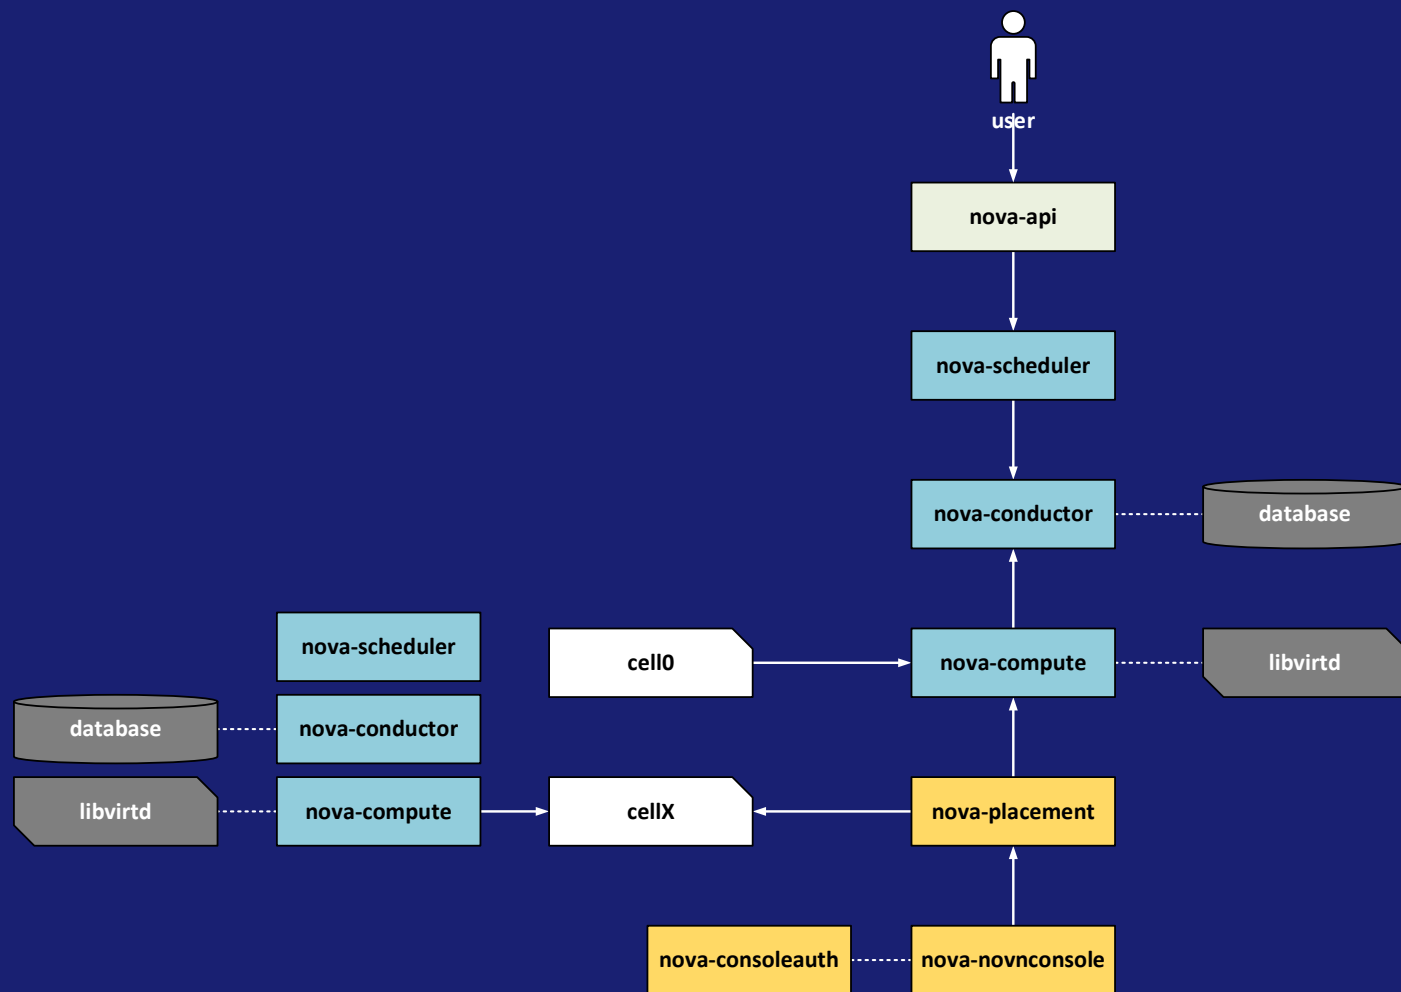 user
nova-api
nova-scheduler
nova-conductor
database
nova-scheduler
cell0
nova-compute
libvirtd
database
nova-conductor
libvirtd
nova-compute
cellX
nova-placement
nova-consoleauth
nova-novnconsole